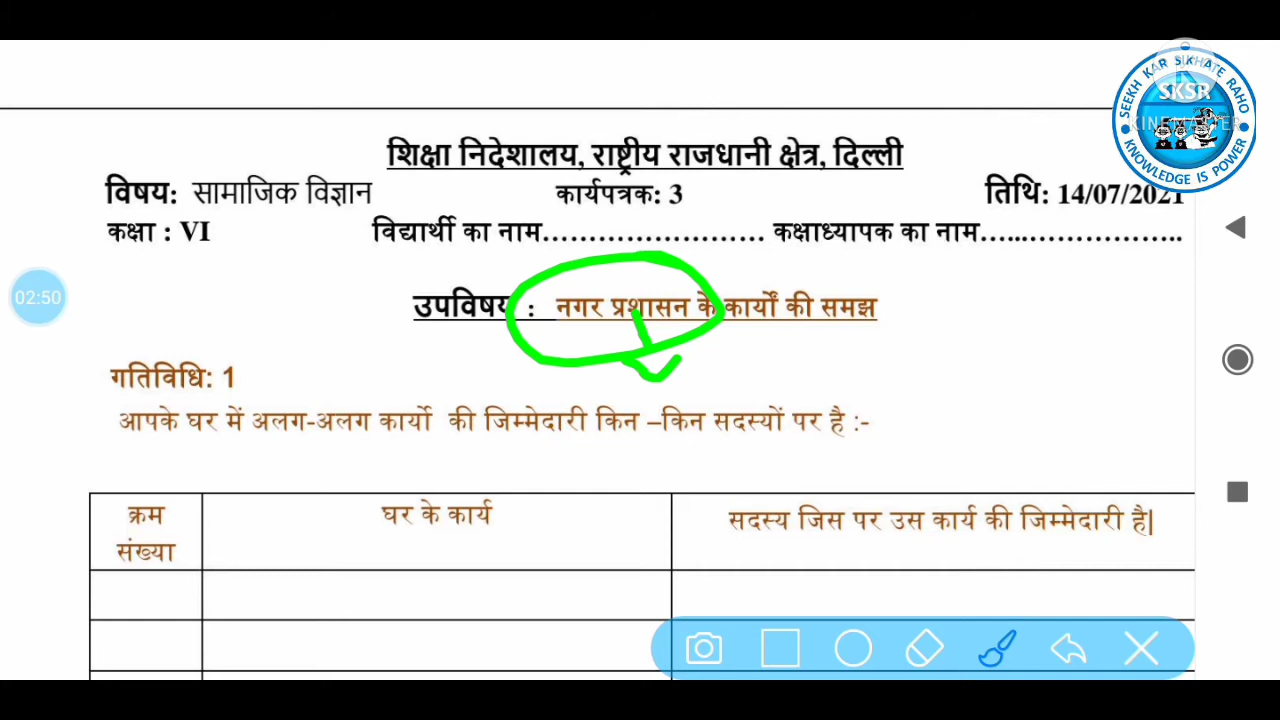 SEEKH KAR SIKHATE RAHO
SKSR
KINEMASTER
KNOWLEDGE IS POWER
शिक्षा निदेशालय, राष्ट्रीय राजधानी क्षेत्र, दिल्ली
विषय: सामाजिक विज्ञान कार्यपत्रक: 3 तिथि: 14/07/2021
कक्षा : VI विद्यार्थी का नाम........................ कक्षाध्यापक का नाम.......................
02:50
उपविषय : नगर प्रशासन के कार्यों की समझ
गतिविधि: 1
आपके घर में अलग-अलग कार्यो की जिम्मेदारी किन –किन सदस्यों पर है :-
क्रम संख्या घर के कार्य सदस्य जिस पर उस कार्य की जिम्मेदारी है|